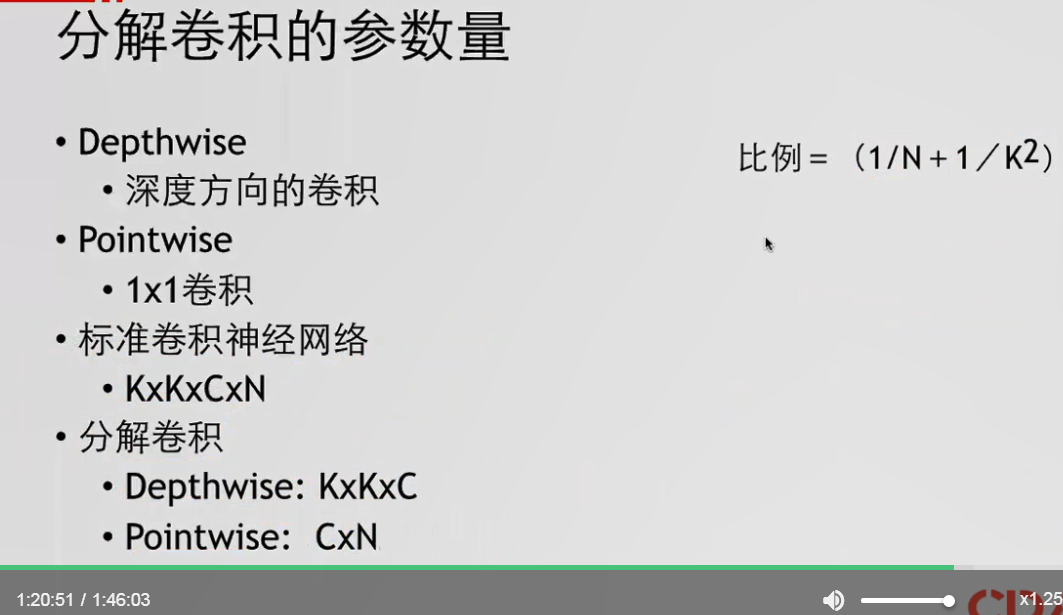 分解卷积的参数量
• Depthwise
• 深度方向的卷积
• Pointwise
• 1x1卷积
• 标准卷积神经网络
• KxKxCxN
• 分解卷积
• Depthwise: KxKxC
• Pointwise: CxN
比例 = （1/N + 1／K²）
1:20:51 / 1:46:03
x1.25